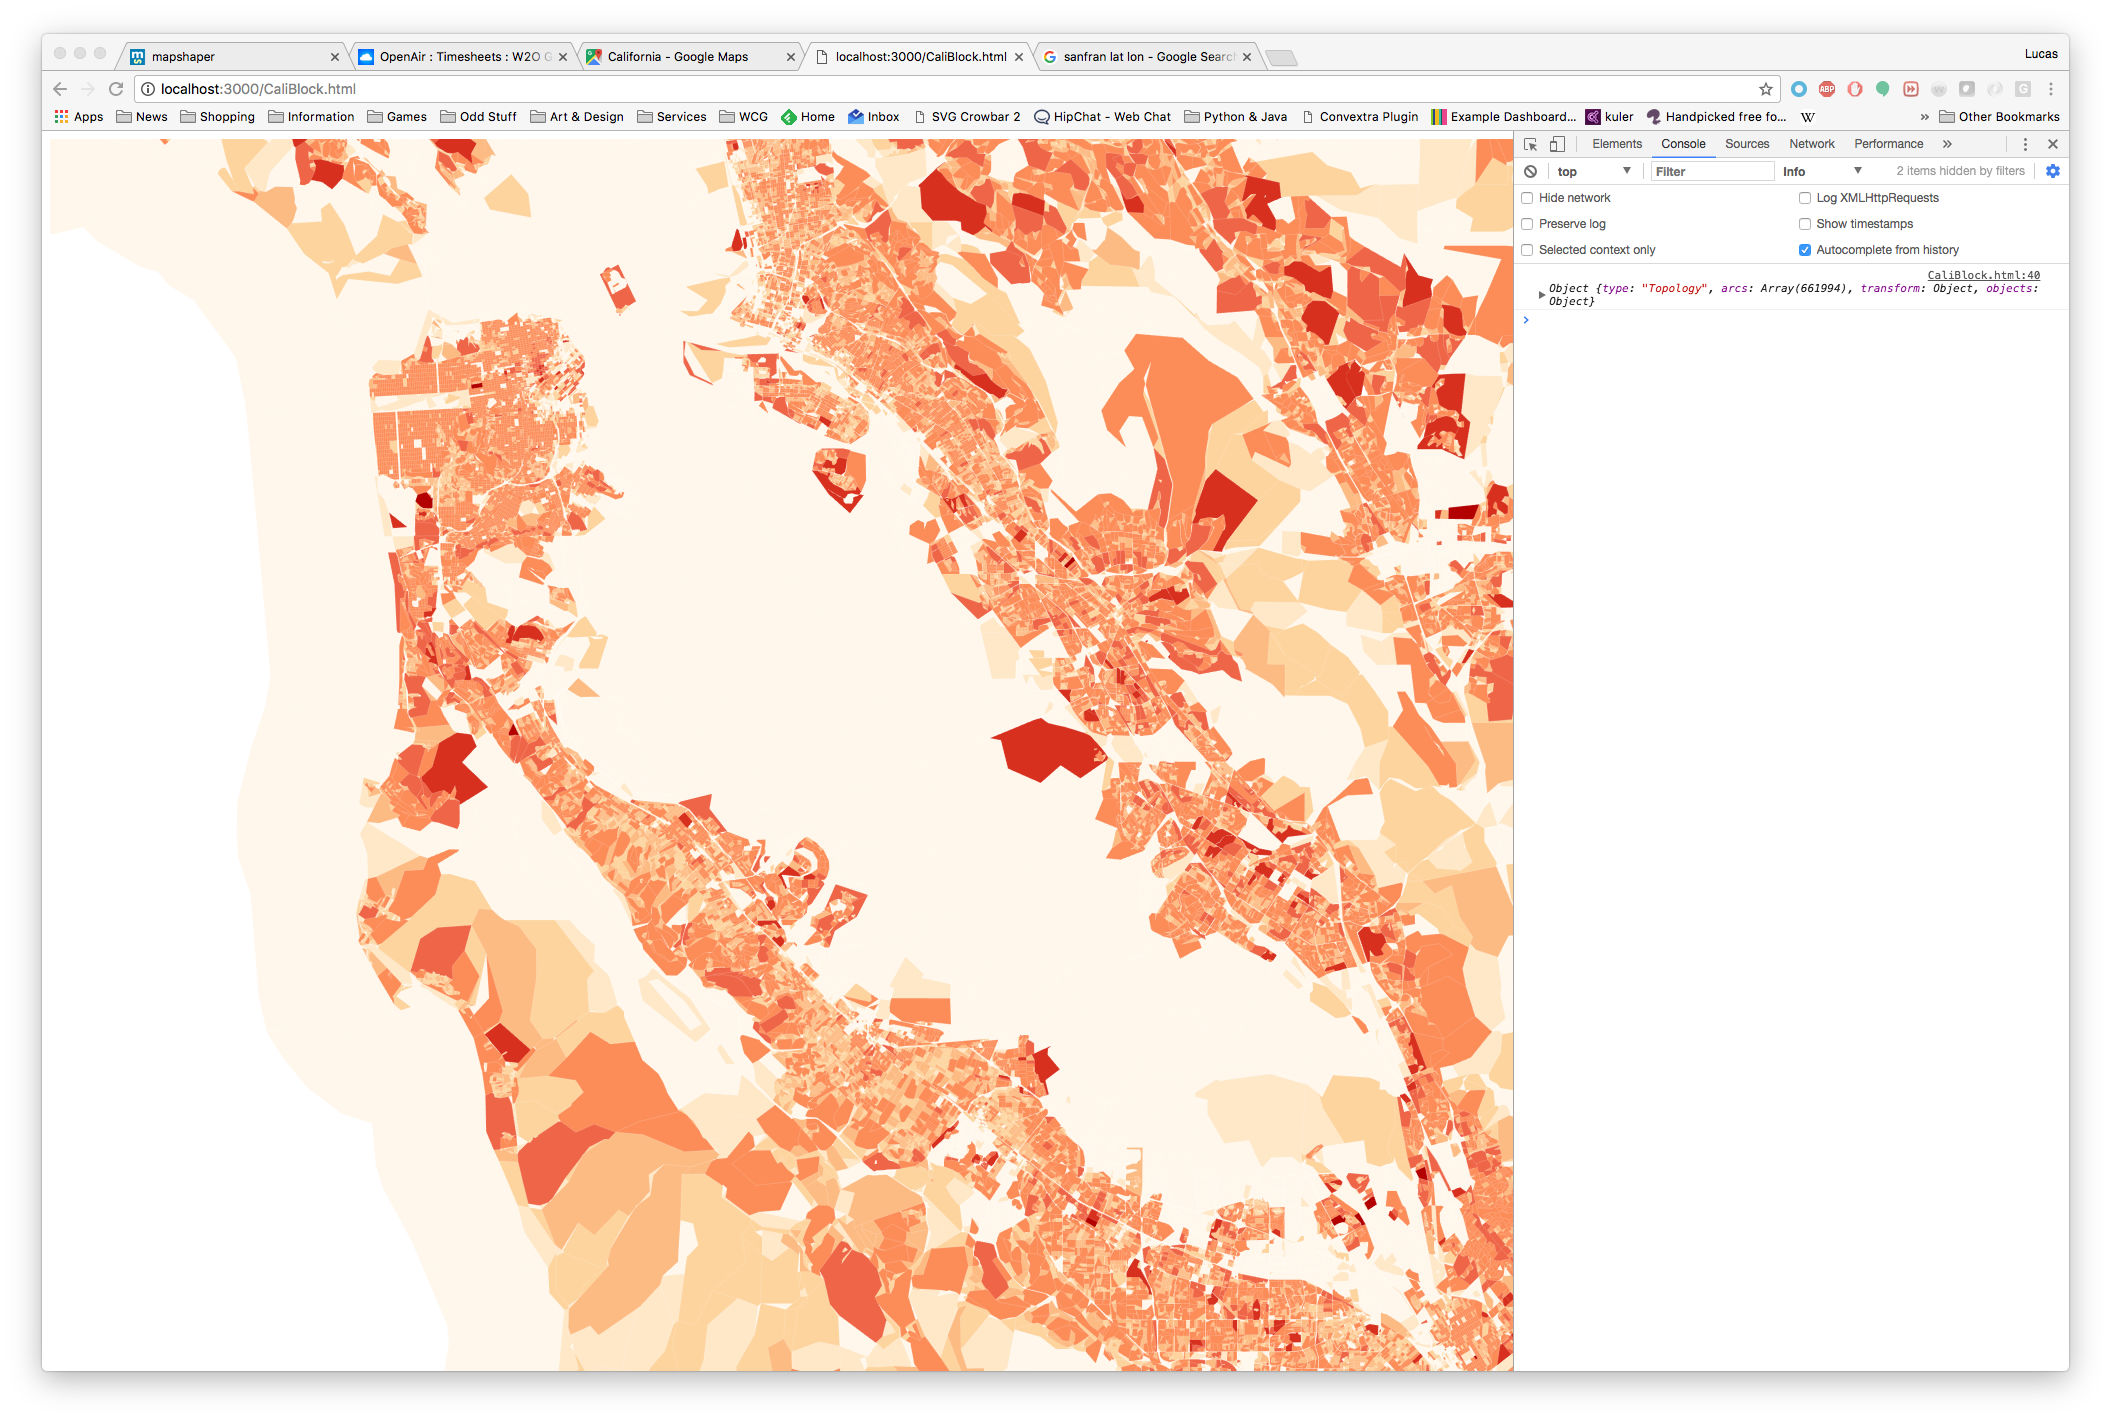 mapshaper
OpenAir : Timesheets : W2O G
California - Google Maps
localhost:3000/CaliBlock.html
sanfran lat lon - Google Search
Lucas
localhost:3000/CaliBlock.html
Apps News Shopping Information Games Odd Stuff Art & Design Services WCG Home Inbox SVG Crowbar 2 HipChat - Web Chat Python & Java Convextra Plugin Example Dashboard... kuler Handpicked free fo... W » Other Bookmarks
Elements Console Sources Network Performance »
top Filter Info 2 items hidden by filters
Hide network Log XMLHttpRequests
Preserve log Show timestamps
Selected context only Autocomplete from history
CaliBlock.html:40
Object {type: "Topology", arcs: Array(661994), transform: Object, objects:
Object}